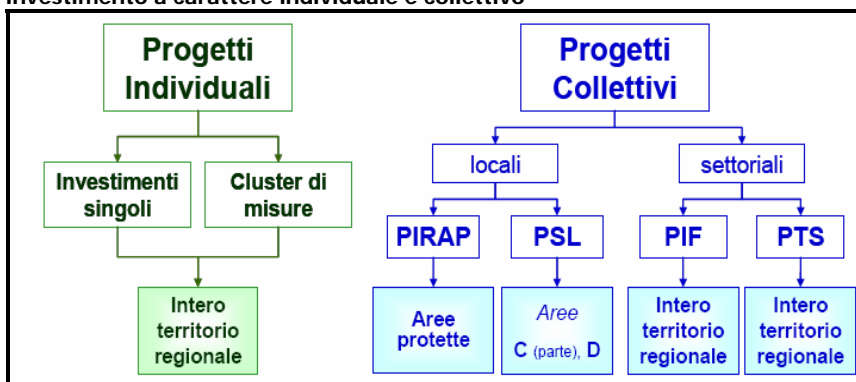 investimento a carattere individuale e collettivo
Progetti
Individuali
Investimenti
singoli
Cluster di
misure
Intero
territorio
regionale
Progetti
Collettivi
locali
settoriali
PIRAP
PSL
PIF
PTS
Aree
protette
Aree
C (parte), D
Intero
territorio
regionale
Intero
territorio
regionale